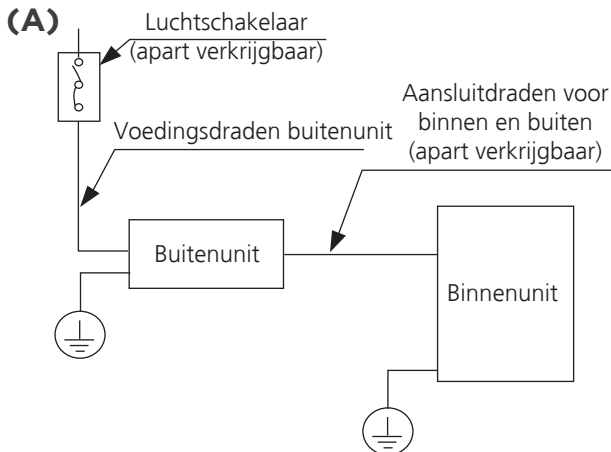 (A)
Luchtschakelaar
(apart verkrijgbaar)
Aansluitdraden voor
binnen en buiten
(apart verkrijgbaar)
Voedingsdraden buitenunit
Buitenunit
Binnenunit